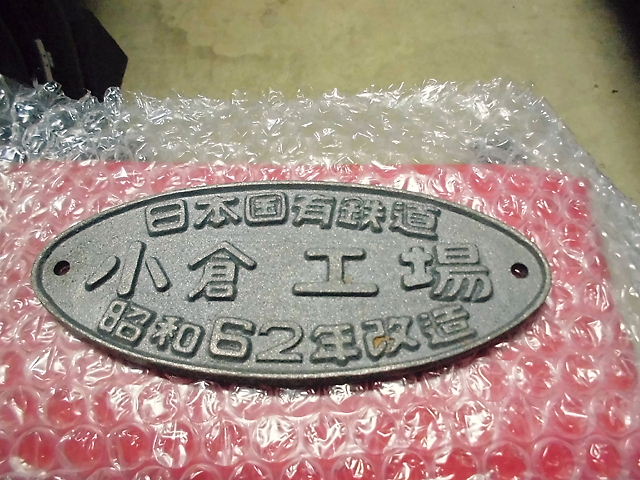 日本国有鉄道
小倉工場
昭和62年改造